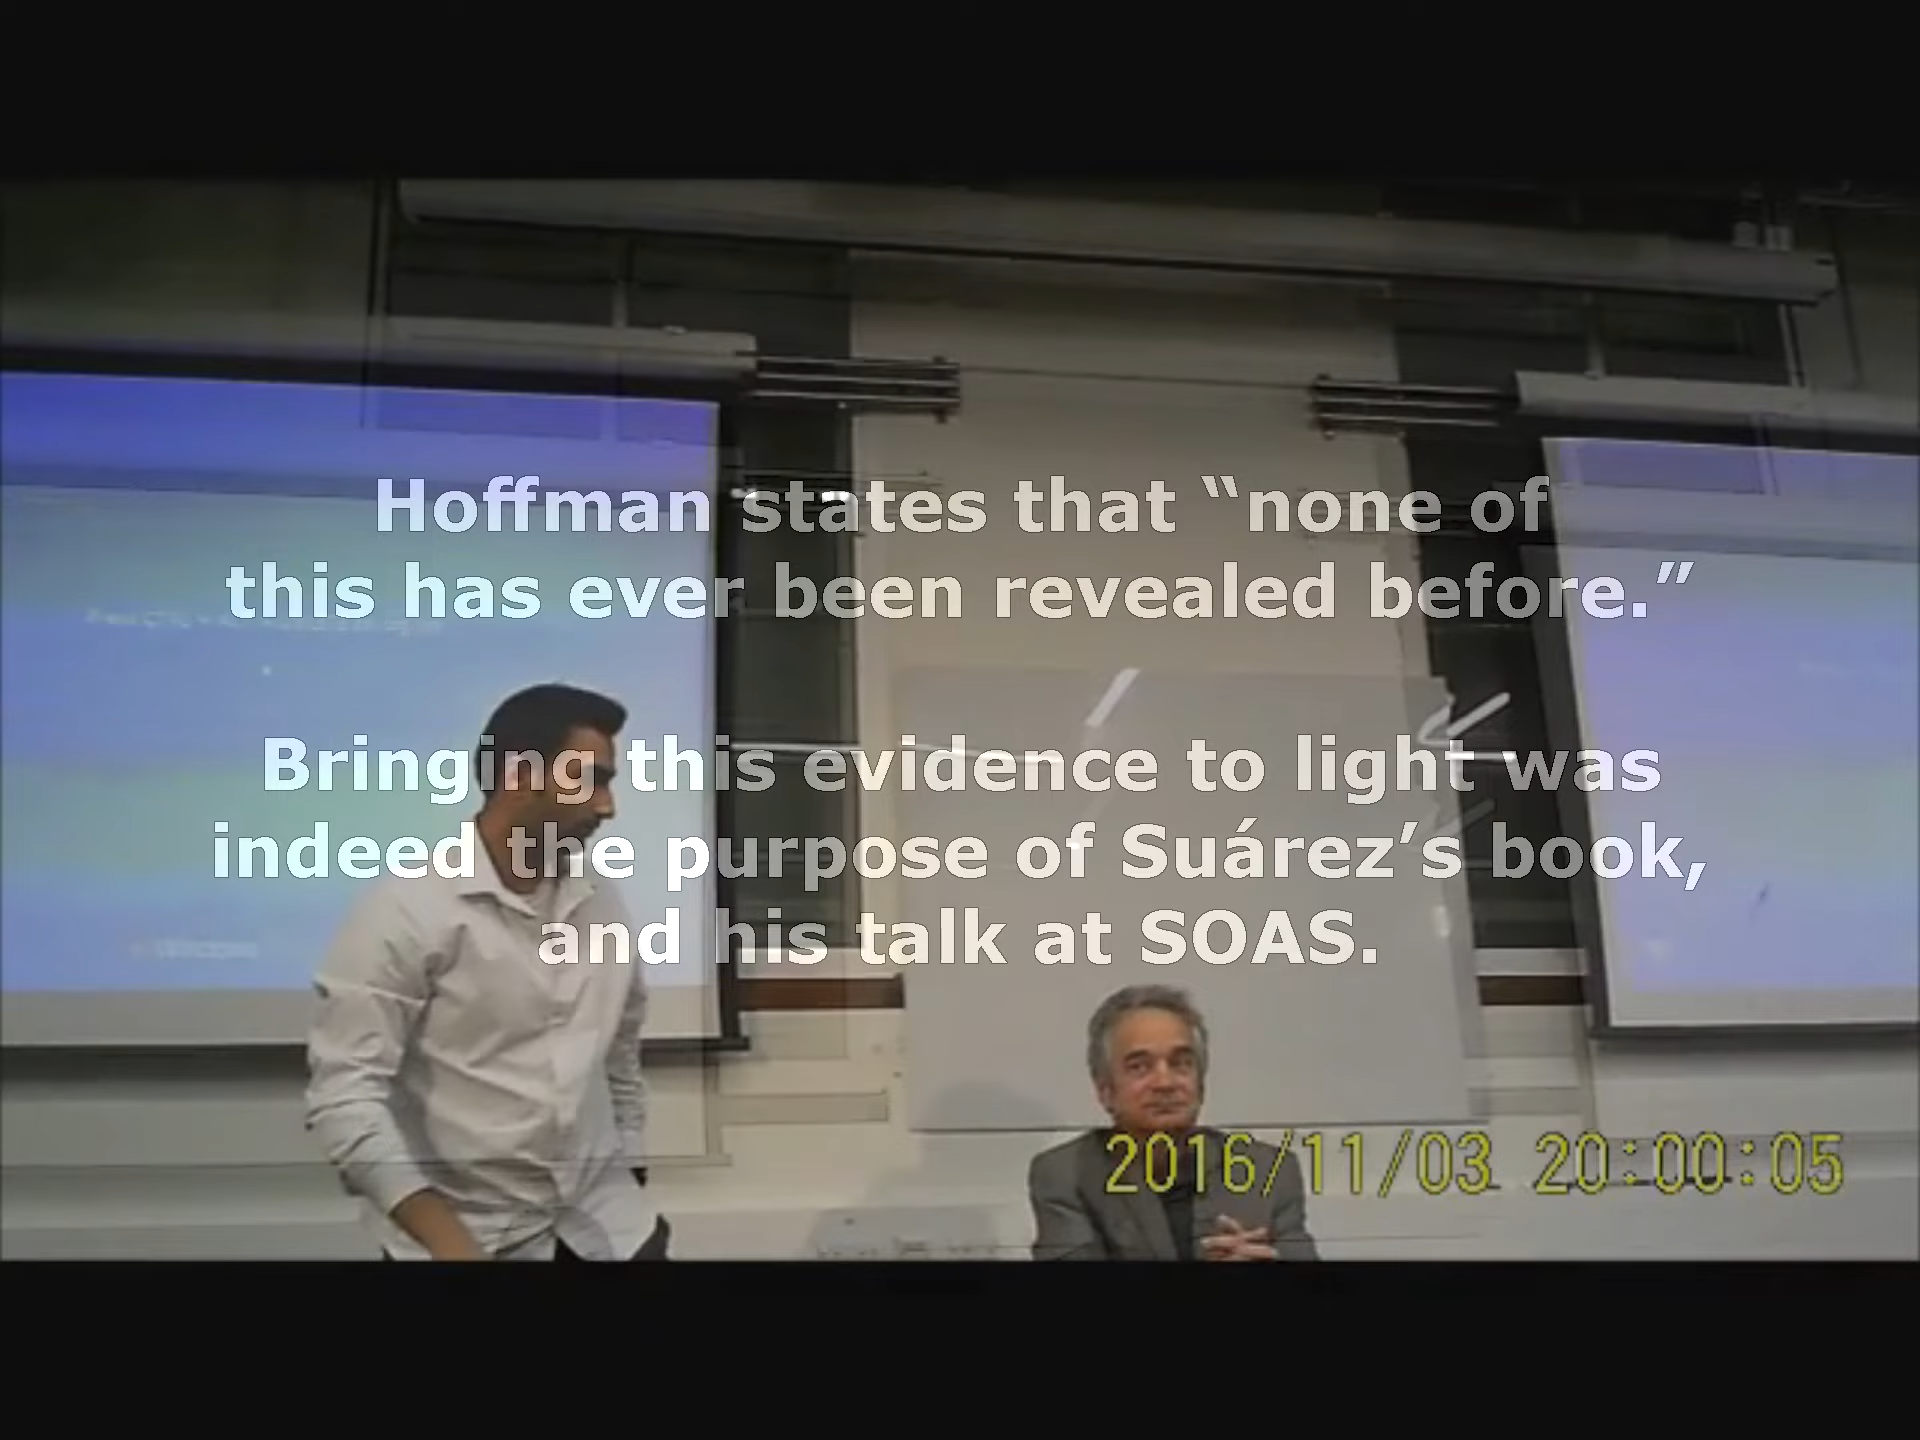 Hoffman states that “none of
this has ever been revealed before.”
Bringing this evidence to light was
indeed the purpose of Suárez’s book,
and his talk at SOAS.
2016/11/03 20:00:05